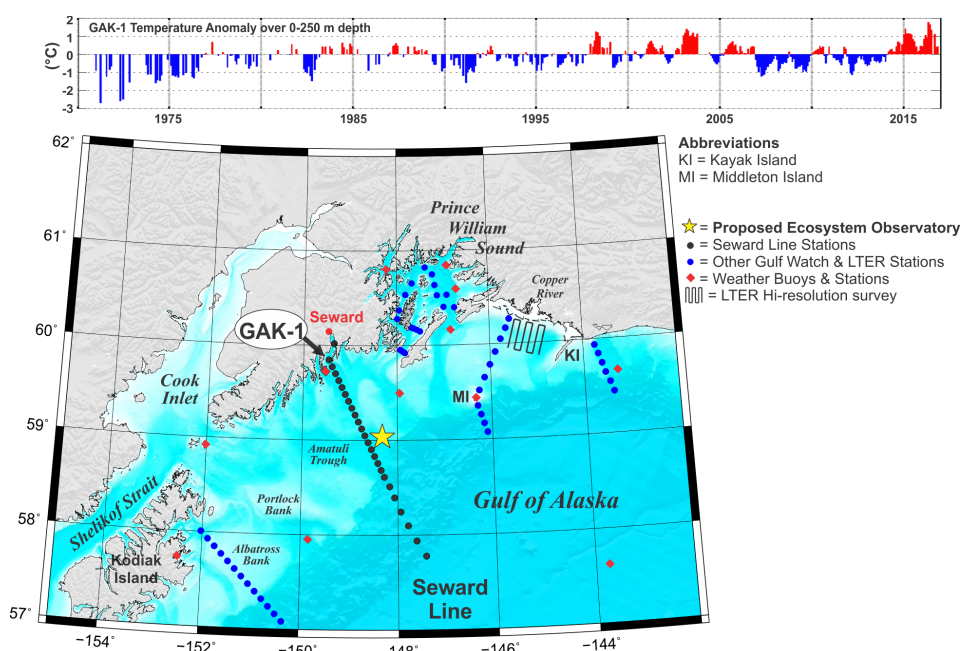 GAK-1 Temperature Anomaly over 0-250 m depth
(°C)
2
1
0
-1
-2
-3
1975
1985
1995
2005
2015
Abbreviations
KI = Kayak Island
MI = Middleton Island
= Proposed Ecosystem Observatory
= Seward Line Stations
= Other Gulf Watch & LTER Stations
= Weather Buoys & Stations
= LTER Hi-resolution survey
62˚
61˚
60˚
59˚
58˚
57˚
Prince
William
Sound
Copper
River
Seward
GAK-1
KI
MI
Cook
Inlet
Amatuli
Trough
Portlock
Bank
Gulf of Alaska
Shelikof Strait
Albatross
Bank
Kodiak
Island
Seward
Line
−154˚
−152˚
−150˚
−148˚
−146˚
−144˚